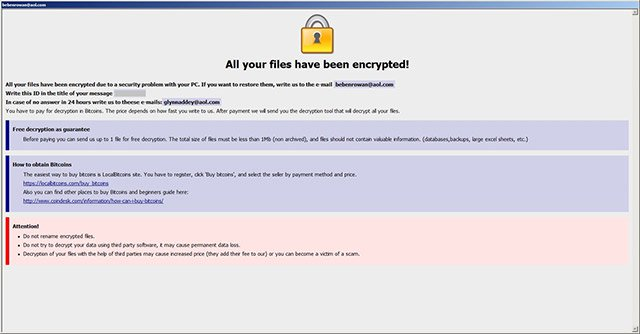 bebenrowan@aol.com
All your files have been encrypted!
All your files have been encrypted due to a security problem with your PC. If you want to restore them, write us to the e-mail bebenrowan@aol.com
Write this ID in the title of your message
In case of no answer in 24 hours write us to theese e-mails: glynnaddey@aol.com
You have to pay for decryption in Bitcoins. The price depends on how fast you write to us. After payment we will send you the decryption tool that will decrypt all your files.
Free decryption as guarantee
Before paying you can send us up to 1 file for free decryption. The total size of files must be less than 1Mb (non archived), and files should not contain valuable information. (databases,backups, large excel sheets, etc.)
How to obtain Bitcoins
The easiest way to buy bitcoins is LocalBitcoins site. You have to register, click 'Buy bitcoins', and select the seller by payment method and price.
https://localbitcoins.com/buy_bitcoins
Also you can find other places to buy Bitcoins and beginners guide here:
http://www.coindesk.com/information/how-can-i-buy-bitcoins/
Attention!
• Do not rename encrypted files.
• Do not try to decrypt your data using third party software, it may cause permanent data loss.
• Decryption of your files with the help of third parties may cause increased price (they add their fee to our) or you can become a victim of a scam.